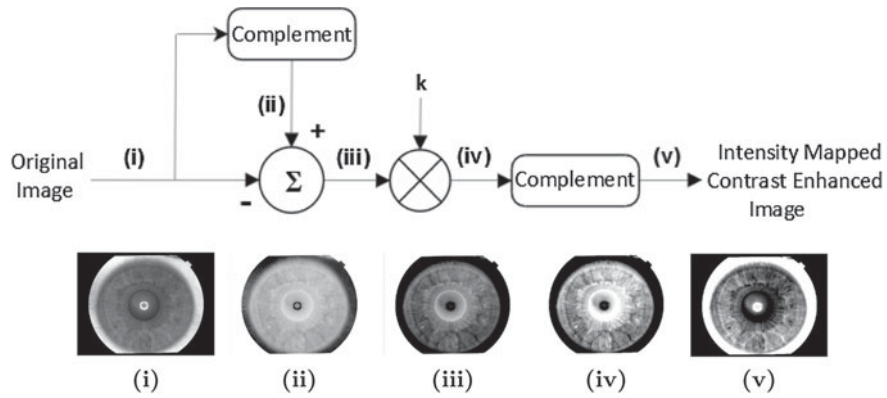 Complement
k
(ii)
+
(i)
(iii)
(iv)
(v)
Original
Image
-
Σ
Complement
Intensity Mapped
Contrast Enhanced
Image
(i)
(ii)
(iii)
(iv)
(v)